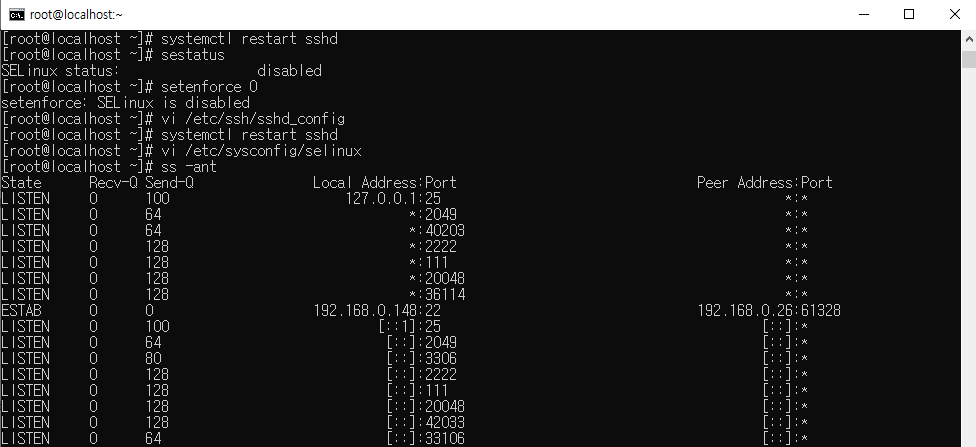 root@localhost:~
[root@localhost ~]# systemctl restart sshd
[root@localhost ~]# sestatus
SELinux status:                 disabled
[root@localhost ~]# setenforce 0
setenforce: SELinux is disabled
[root@localhost ~]# vi /etc/ssh/sshd_config
[root@localhost ~]# systemctl restart sshd
[root@localhost ~]# vi /etc/sysconfig/selinux
[root@localhost ~]# ss -ant
State Recv-Q Send-Q Local Address:Port Peer Address:Port
LISTEN 0 100 127.0.0.1:25 *:*
LISTEN 0 64 *:2049 *:*
LISTEN 0 64 *:40203 *:*
LISTEN 0 128 *:2222 *:*
LISTEN 0 128 *:111 *:*
LISTEN 0 128 *:20048 *:*
LISTEN 0 128 *:36114 *:*
ESTAB 0 0 192.168.0.148:22 192.168.0.26:61328
LISTEN 0 100 [::1]:25 [::]:*
LISTEN 0 64 [::]:2049 [::]:*
LISTEN 0 80 [::]:3306 [::]:*
LISTEN 0 128 [::]:2222 [::]:*
LISTEN 0 128 [::]:111 [::]:*
LISTEN 0 128 [::]:20048 [::]:*
LISTEN 0 128 [::]:42033 [::]:*
LISTEN 0 64 [::]:33106 [::]:*